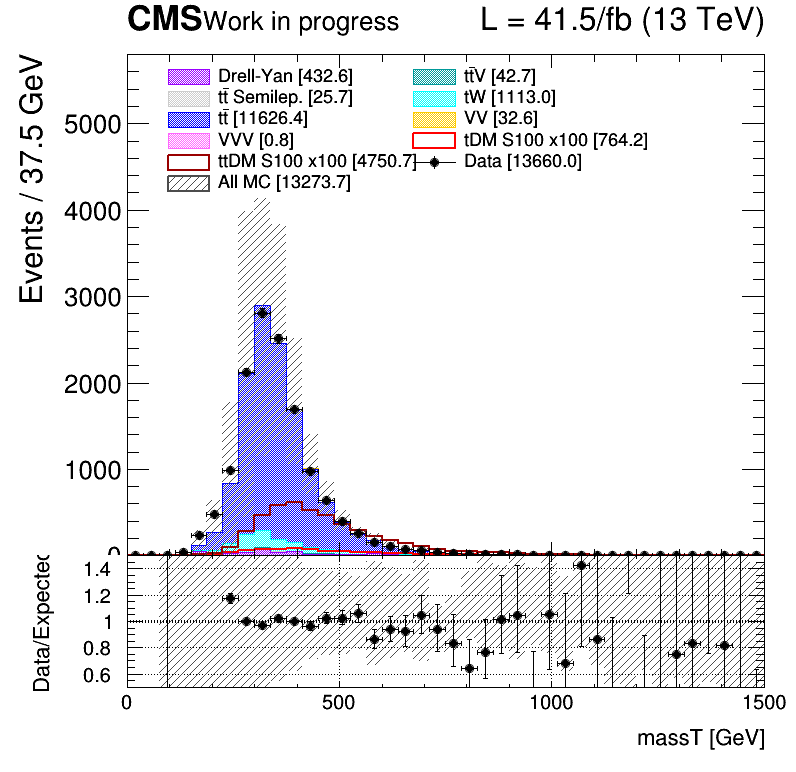 CMS Work in progress L = 41.5/fb (13 TeV)
Events / 37.5 GeV
Drell-Yan [432.6] tt̄V [42.7]
tt̄ Semilep. [25.7] tW [1113.0]
tt̄ [11626.4] VV [32.6]
VVV [0.8] tDM S100 x100 [764.2]
ttDM S100 x100 [4750.7] Data [13660.0]
All MC [13273.7]
5000
4000
3000
2000
1000
0
Data/Expected
1.4
1.2
1
0.8
0.6
0 500 1000 1500
massT [GeV]